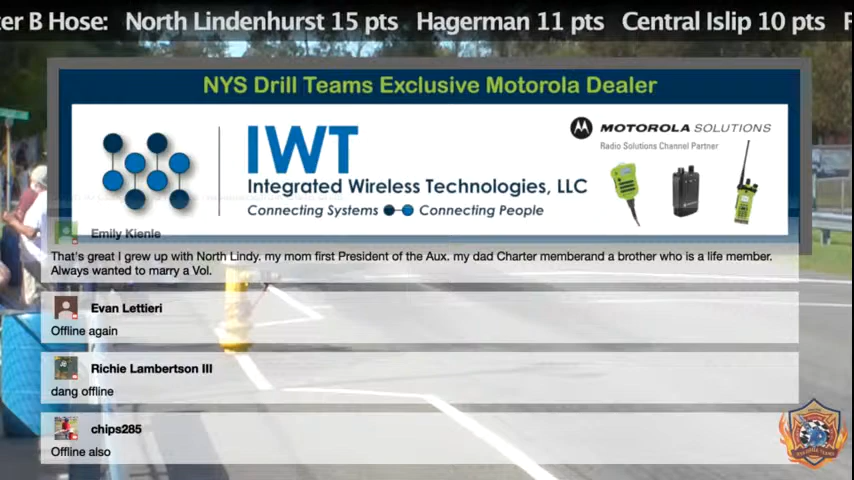 er B Hose: North Lindenhurst 15 pts Hagerman 11 pts Central Islip 10 pts F
NYS Drill Teams Exclusive Motorola Dealer
IWT
Integrated Wireless Technologies, LLC
Connecting Systems Connecting People
MOTOROLA SOLUTIONS
Radio Solutions Channel Partner
Emily Kienle
That's great I grew up with North Lindy. my mom first President of the Aux. my dad Charter memberand a brother who is a life member.
Always wanted to marry a Vol.
Evan Lettieri
Offline again
Richie Lambertson III
dang offline
chips285
Offline also